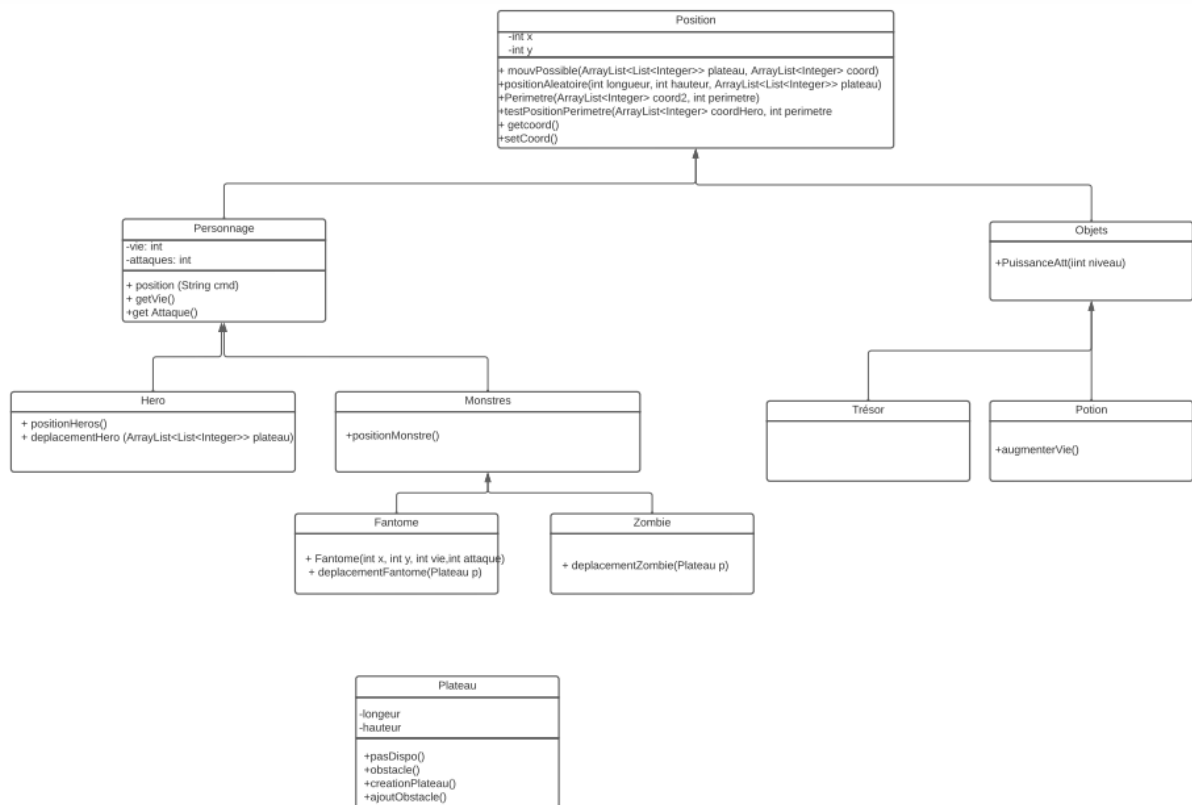 Position
-int x
-int y
+ mouvPossible(ArrayList<List<Integer>> plateau, ArrayList<Integer> coord)
+positionAleatoire(int longueur, int hauteur, ArrayList<List<Integer>> plateau)
+Perimetre(ArrayList<Integer> coord2, int perimetre)
+testPositionPerimetre(ArrayList<Integer> coordHero, int perimetre
+ getcoord()
+setCoord()
Personnage
-vie: int
-attaques: int
+ position (String cmd)
+ getVie()
+get Attaque()
Objets
+PuissanceAtt(iint niveau)
Hero
+ positionHeros()
+ deplacementHero (ArrayList<List<Integer>> plateau)
Monstres
+positionMonstre()
Trésor
Potion
+augmenterVie()
Fantome
+ Fantome(int x, int y, int vie,int attaque)
+ deplacementFantome(Plateau p)
Zombie
+ deplacementZombie(Plateau p)
Plateau
-longeur
-hauteur
+pasDispo()
+obstacle()
+creationPlateau()
+ajoutObstacle()